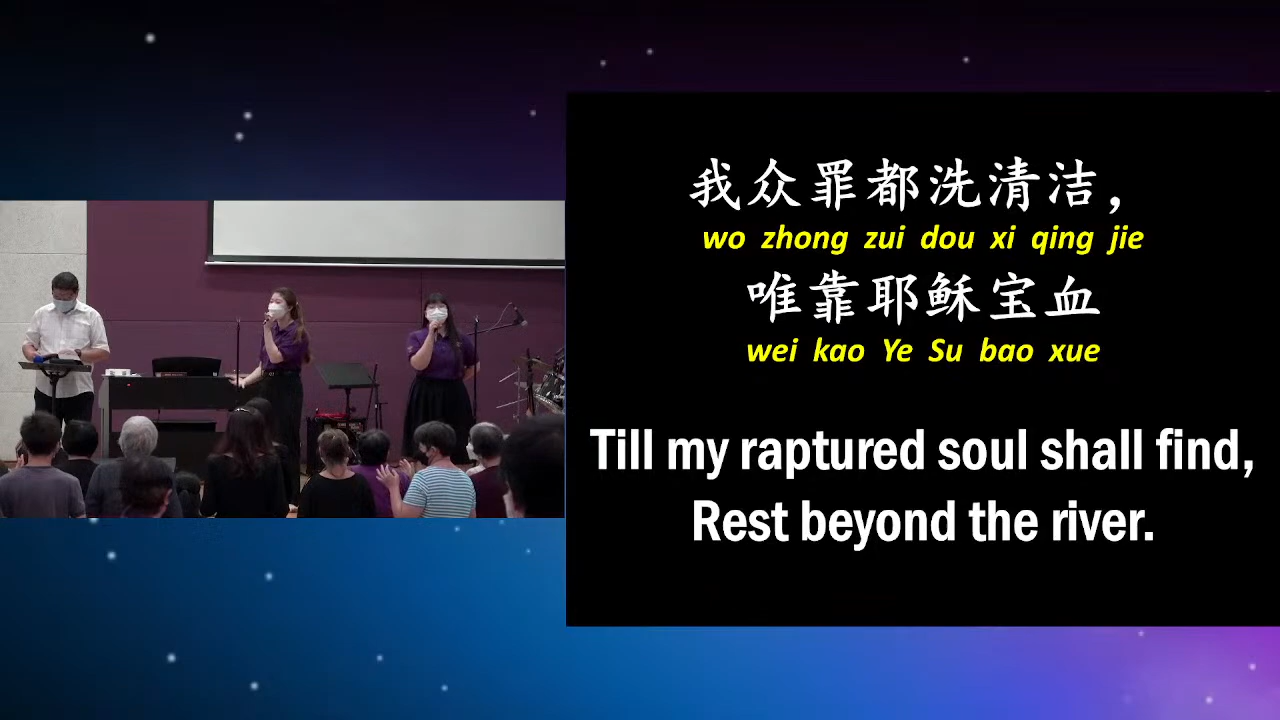 我众罪都洗清洁，
wo zhong zui dou xi qing jie
唯靠耶稣宝血
wei kao Ye Su bao xue
Till my raptured soul shall find,
Rest beyond the river.